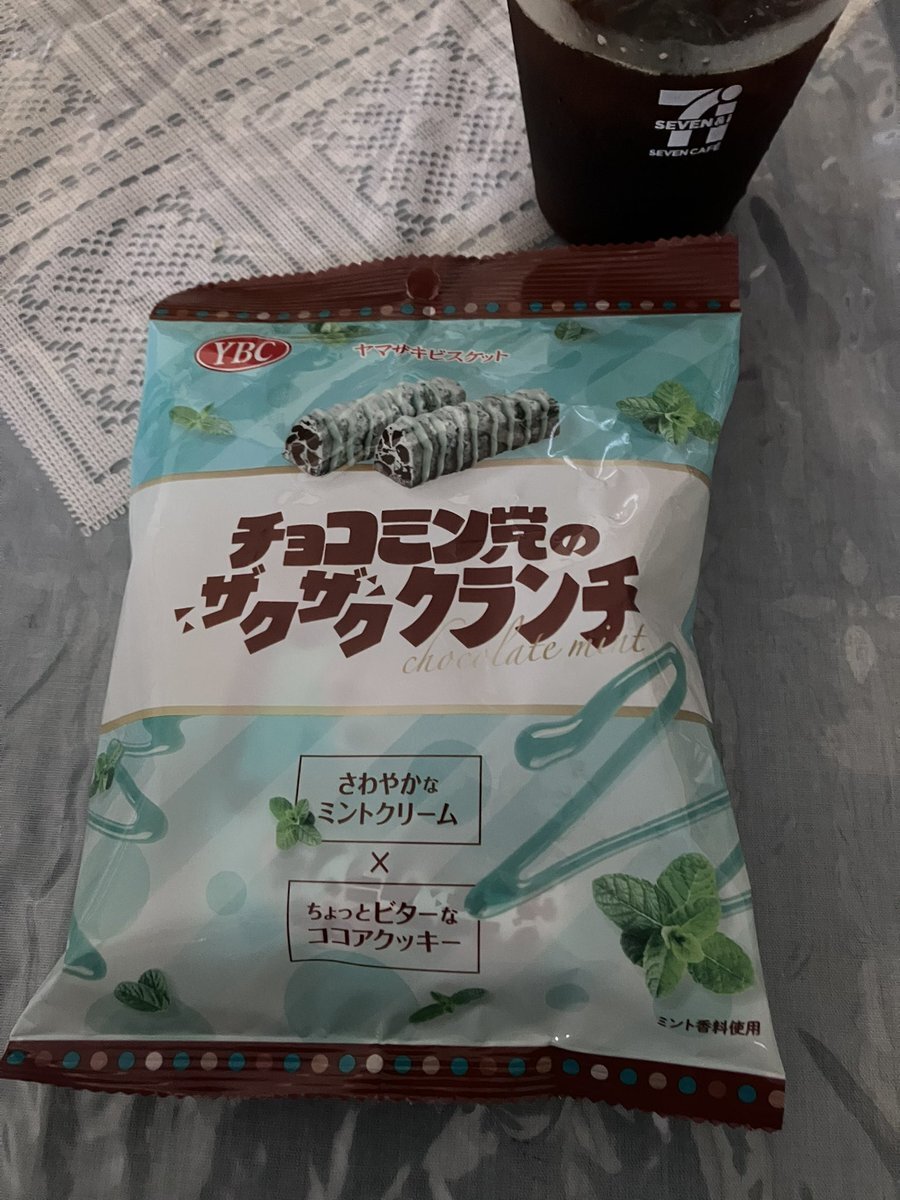 SEVEN&i
SEVEN CAFÉ
YBC
ヤマザキビスケット
チョコミン党の
ザクザククランチ
chocolate mint
さわやかな
ミントクリーム
×
ちょっとビターな
ココアクッキー
ミント香料使用